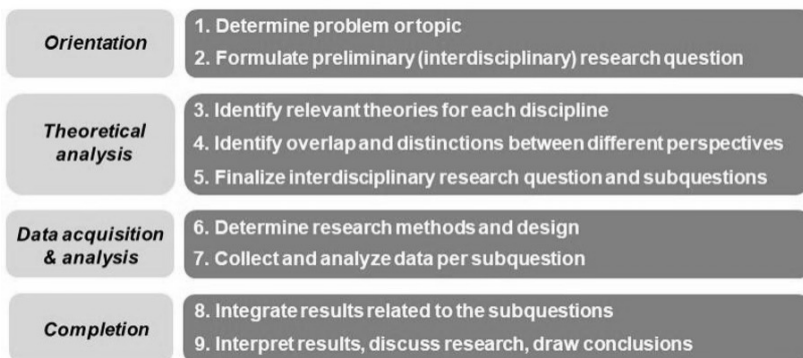 Orientation
1. Determine problem or topic
2. Formulate preliminary (interdisciplinary) research question
Theoretical
analysis
3. Identify relevant theories for each discipline
4. Identify overlap and distinctions between different perspectives
5. Finalize interdisciplinary research question and subquestions
Data acquisition
& analysis
6. Determine research methods and design
7. Collect and analyze data per subquestion
Completion
8. Integrate results related to the subquestions
9. Interpret results, discuss research, draw conclusions